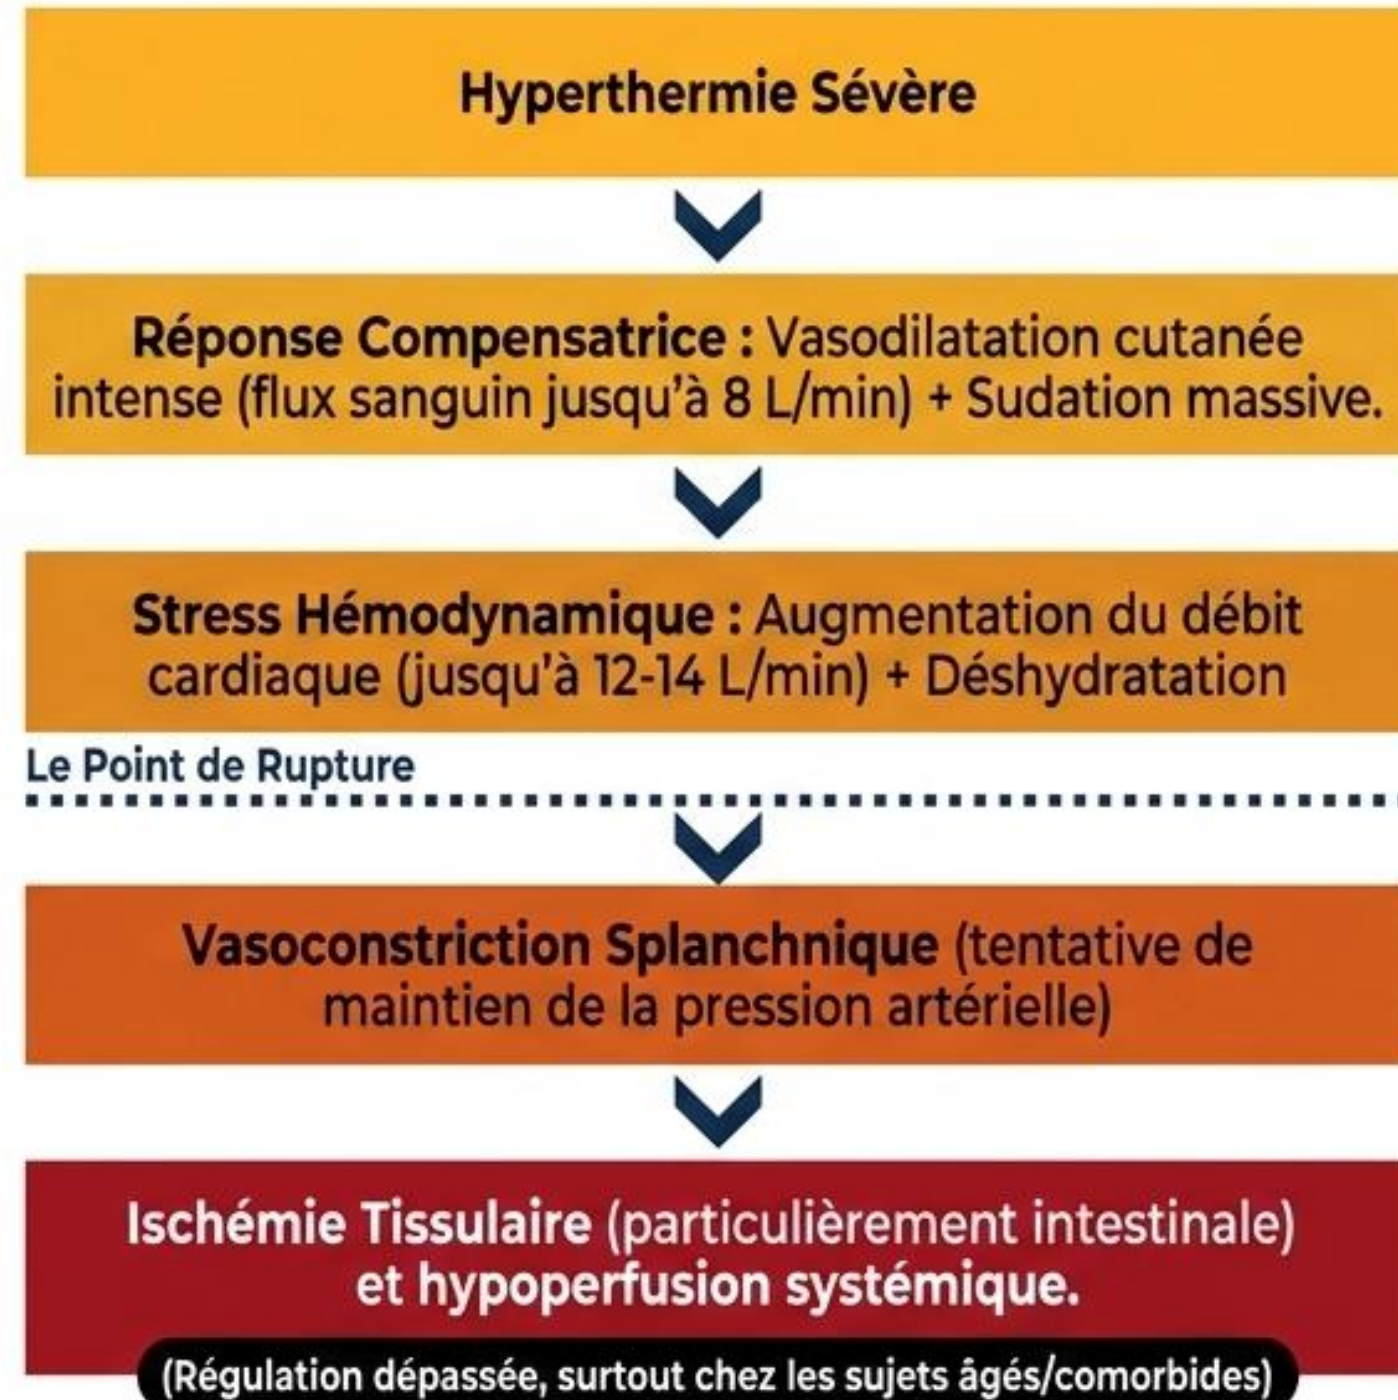 Hyperthermie Sévère
Réponse Compensatrice : Vasodilatation cutanée
intense (flux sanguin jusqu'à 8 L/min) + Sudation massive.
Stress Hémodynamique : Augmentation du débit
cardiaque (jusqu'à 12-14 L/min) + Déshydratation
Le Point de Rupture
Vasoconstriction Splanchnique (tentative de
maintien de la pression artérielle)
Ischémie Tissulaire (particulièrement intestinale)
et hypoperfusion systémique.
(Régulation dépassée, surtout chez les sujets âgés/comorbides)